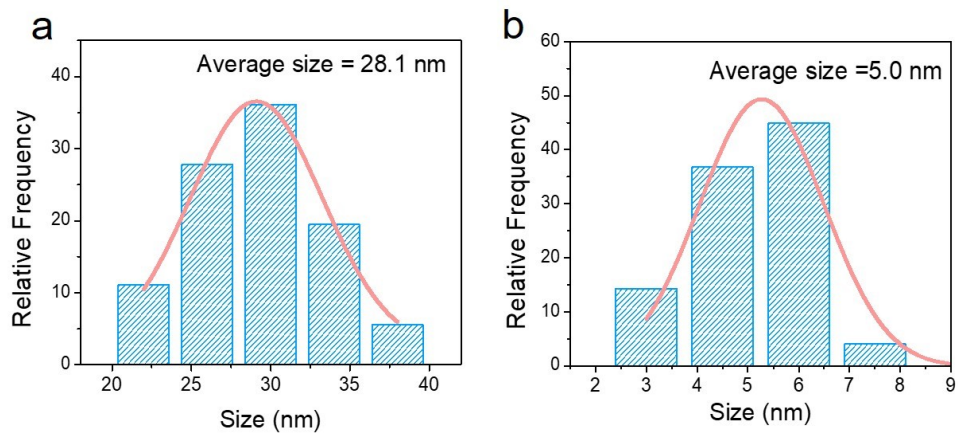 a
Average size = 28.1 nm
Relative Frequency
40
30
20
10
0
20 25 30 35 40
Size (nm)
b
Average size =5.0 nm
Relative Frequency
60
50
40
30
20
10
0
2 3 4 5 6 7 8 9
Size (nm)